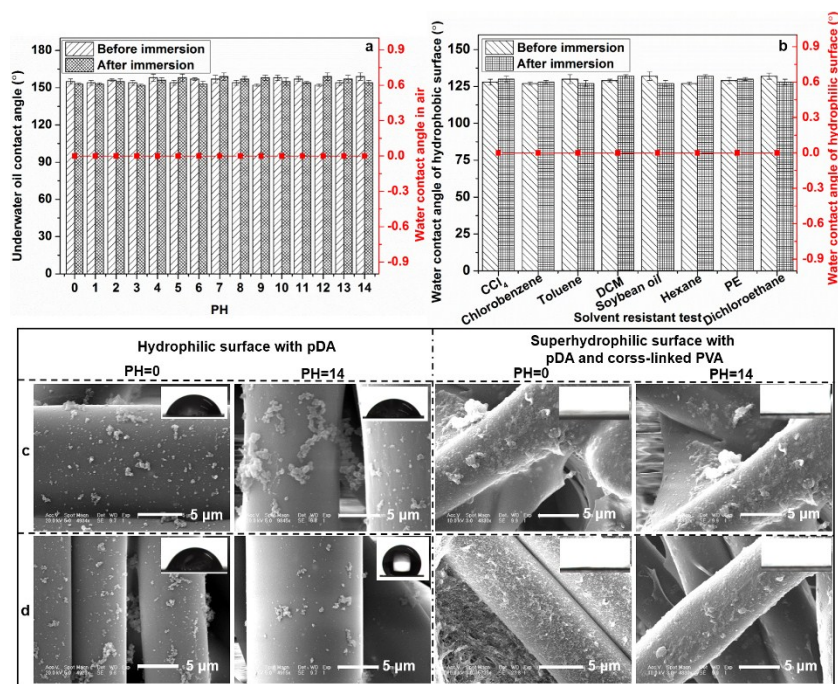 a
Before immersion
After immersion
Underwater oil contact angle (°)
Water contact angle in air
180
150
120
90
60
30
0
0.9
0.6
0.3
0.0
-0.3
-0.6
-0.9
0 1 2 3 4 5 6 7 8 9 10 11 12 13 14
PH
b
Before immersion
After immersion
Water contact angle of hydrophobic surface (°)
Water contact angle of hydrophilic surface (°)
150
125
100
75
50
25
0
0.9
0.6
0.3
0.0
-0.3
-0.6
-0.9
CCl4 Chlorobenzene Toluene DCM Soybean oil Hexane PE Dichloroethane
Solvent resistant test
Hydrophilic surface with pDA
Superhydrophilic surface with
pDA and corss-linked PVA
PH=0 PH=14 PH=0 PH=14
c
5 μm 5 μm 5 μm 5 μm
d
5 μm 5 μm 5 μm 5 μm